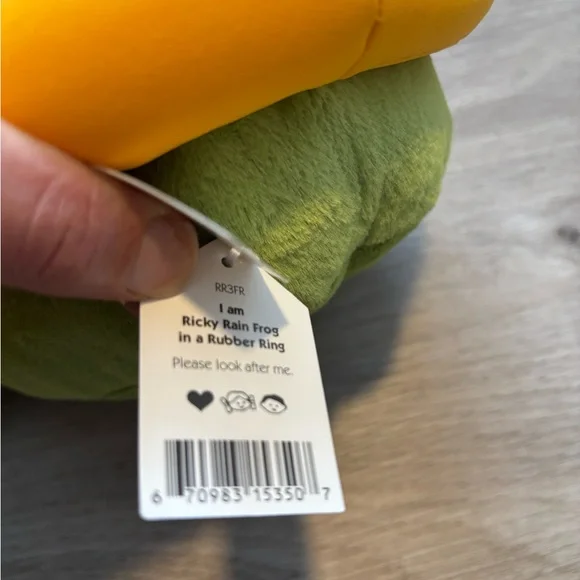 RR3FR
I am
Ricky Rain Frog
in a Rubber Ring
Please look after me.
6 70983 15350 7